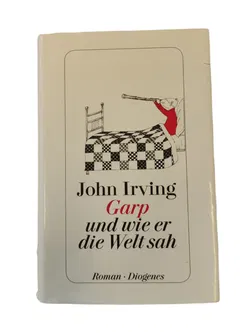 John Irving
Garp
und wie er
die Welt sah
Roman · Diogenes